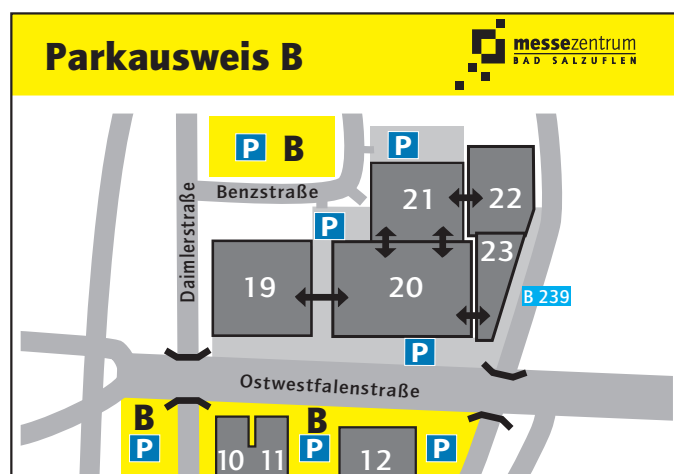 Parkausweis B
messezentrum
BAD SALZUFLEN
P B
P
Benzstraße
Daimlerstraße
21
22
P
23
19
20
B 239
P
Ostwestfalenstraße
B
B
P
P
P
10
11
12